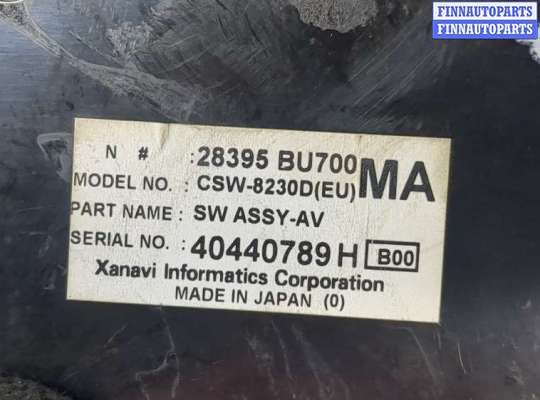 FINNAUTOPARTS
FINNAUTOPARTS
N # : 28395 BU700 MA
MODEL NO. : CSW-8230D(EU)
PART NAME : SW ASSY-AV
SERIAL NO. : 40440789 H B00
Xanavi Informatics Corporation
MADE IN JAPAN (0)